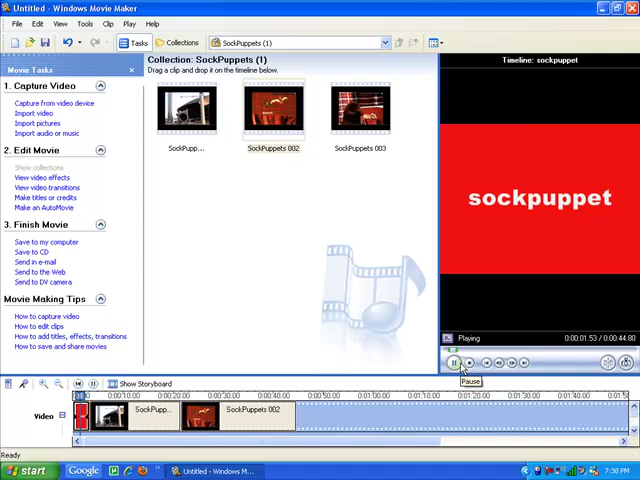 Untitled - Windows Movie Maker
File Edit View Tools Clip Play Help
Tasks Collections SockPuppets (1)
Movie Tasks
1. Capture Video
Capture from video device
Import video
Import pictures
Import audio or music
2. Edit Movie
Show collections
View video effects
View video transitions
Make titles or credits
Make an AutoMovie
3. Finish Movie
Save to my computer
Save to CD
Send in e-mail
Send to the Web
Send to DV camera
Movie Making Tips
How to capture video
How to edit clips
How to add titles, effects, transitions
How to save and share movies
Collection: SockPuppets (1)
Drag a clip and drop it on the timeline below.
SockPupp...
SockPuppets 002
SockPuppets 003
Timeline: sockpuppet
sockpuppet
Playing 0:00:01.53 / 0:00:44.80
Pause
Show Storyboard
0:00:10.00 0:00:20.00 0:00:30.00 0:00:40.00 0:00:50.00 0:01:00.00 0:01:10.00 0:01:20.00 0:01:30.00 0:01:40.00 0:01:5
Video
SockPupp...
SockPuppets 002
Ready
start
Google
Untitled - Windows M...
7:38 PM